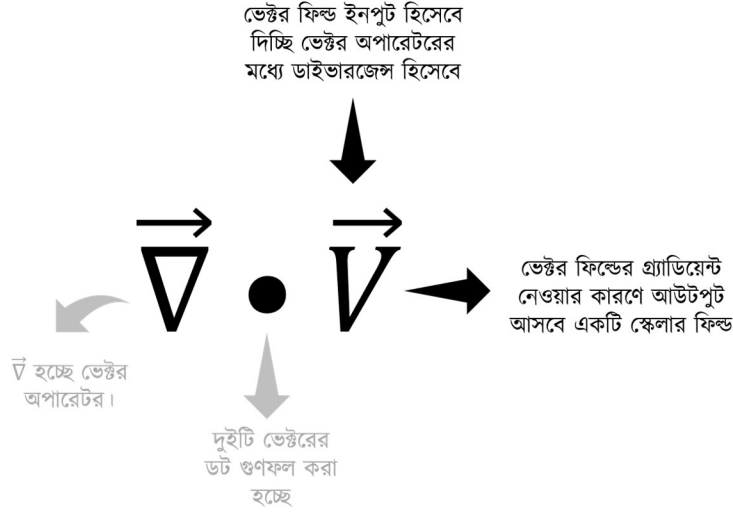 ভেক্টর ফিল্ড ইনপুট হিসেবে
দিচ্ছি ভেক্টর অপারেটরের
মধ্যে ডাইভারজেন্স হিসেবে
∇⃗ • V⃗
ভেক্টর ফিল্ডের গ্র্যাডিয়েন্ট
নেওয়ার কারণে আউটপুট
আসবে একটি স্কেলার ফিল্ড
∇⃗ হচ্ছে ভেক্টর
অপারেটর।
দুইটি ভেক্টরের
ডট গুণফল করা
হচ্ছে